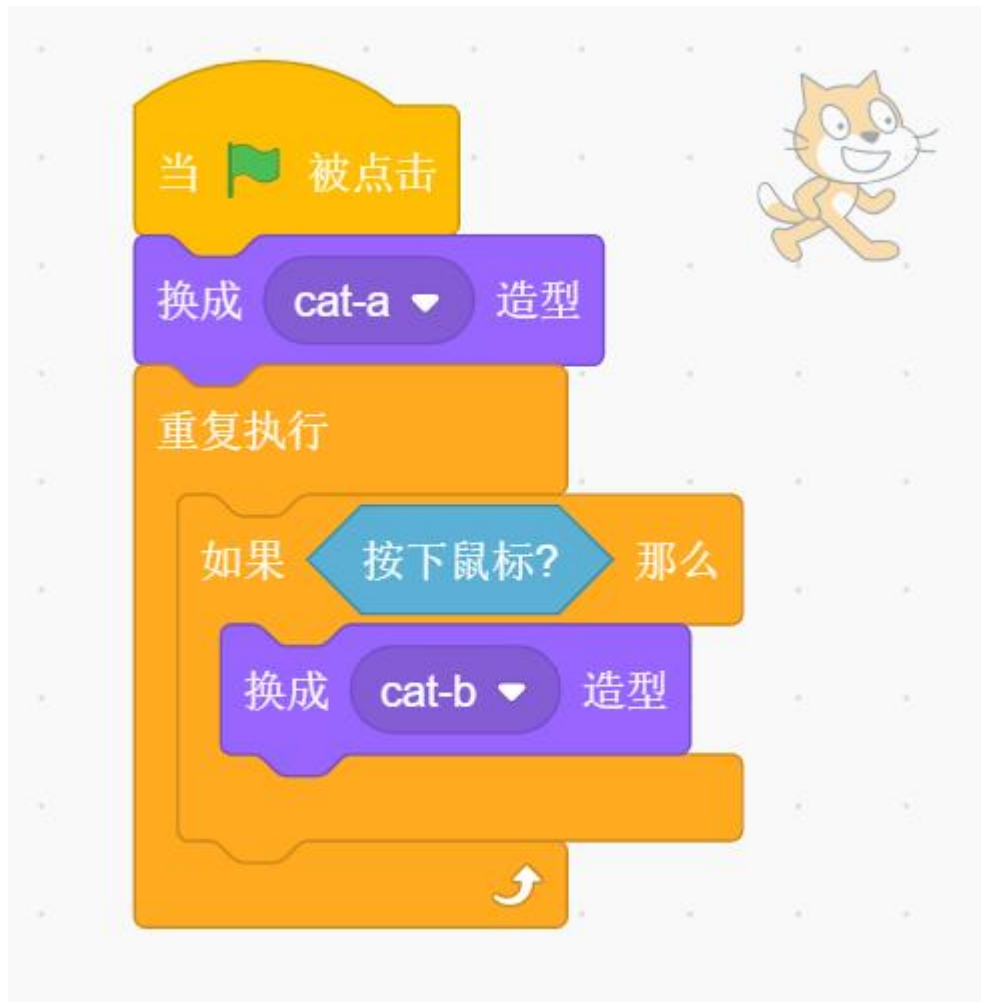 当 被点击
换成 cat-a 造型
重复执行
如果 按下鼠标? 那么
换成 cat-b 造型